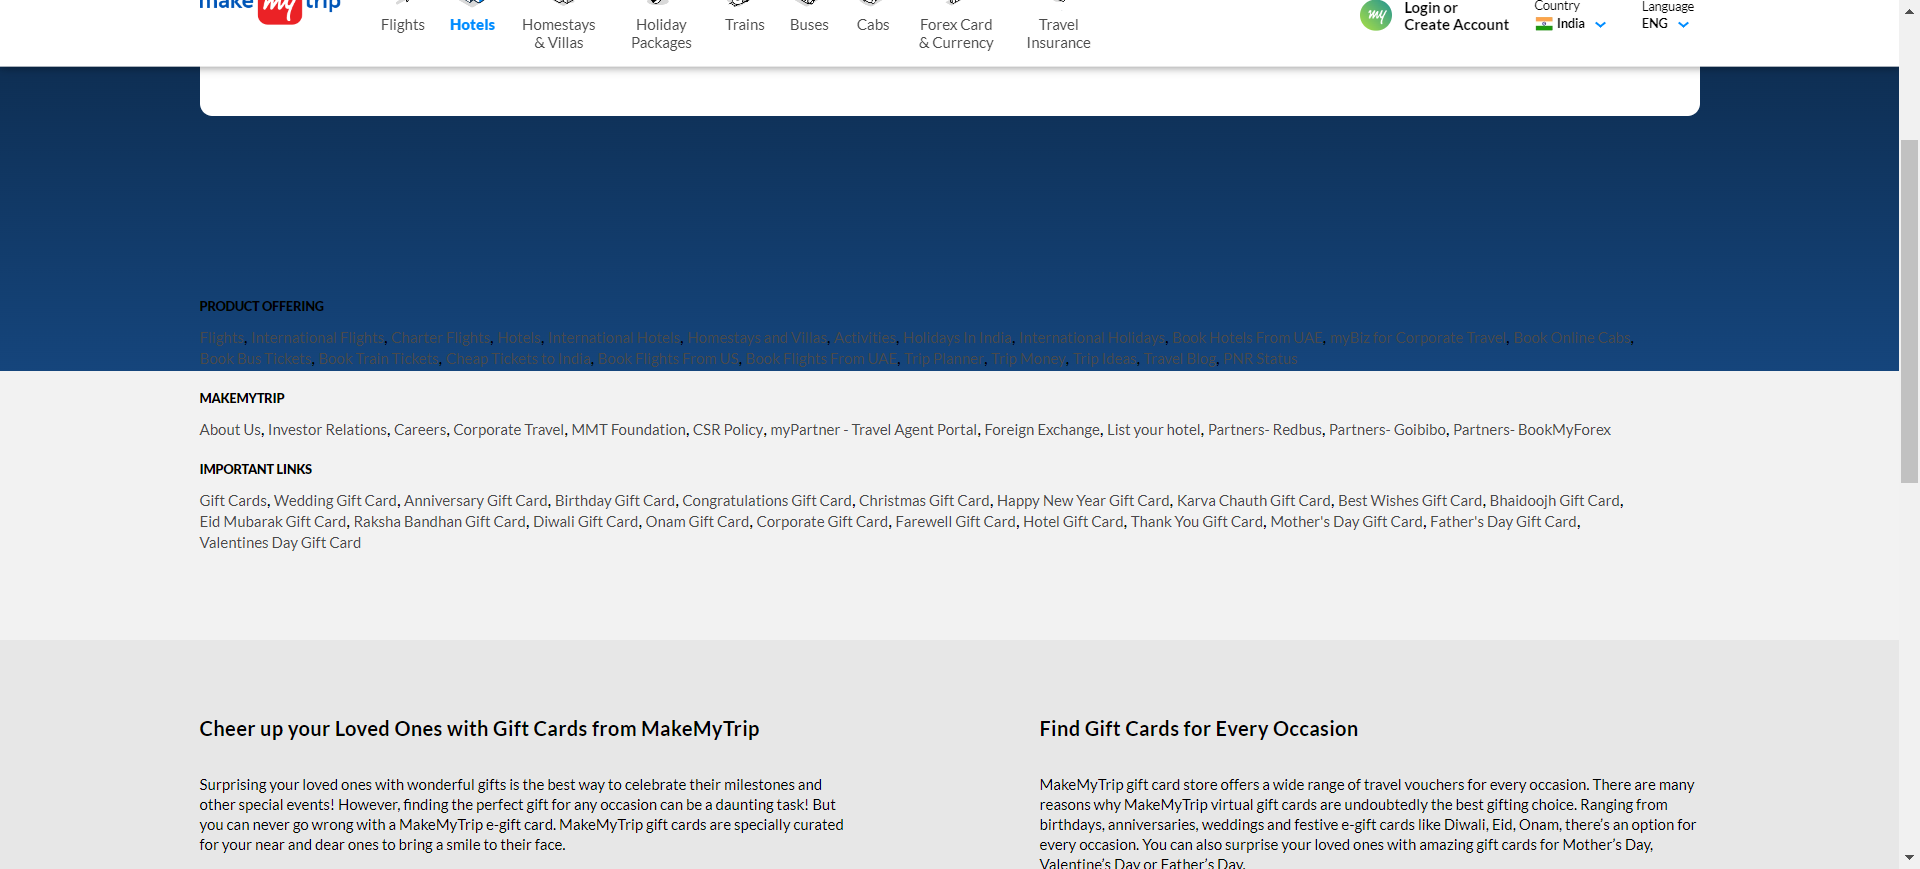 make my trip
Flights
Hotels
Homestays
& Villas
Holiday
Packages
Trains
Buses
Cabs
Forex Card
& Currency
Travel
Insurance
my
Login or
Create Account
Country
India
Language
ENG
PRODUCT OFFERING
Flights, International Flights, Charter Flights, Hotels, International Hotels, Homestays and Villas, Activities, Holidays In India, International Holidays, Book Hotels From UAE, myBiz for Corporate Travel, Book Online Cabs,
Book Bus Tickets, Book Train Tickets, Cheap Tickets to India, Book Flights From US, Book Flights From UAE, Trip Planner, Trip Money, Trip Ideas, Travel Blog, PNR Status
MAKEMYTRIP
About Us, Investor Relations, Careers, Corporate Travel, MMT Foundation, CSR Policy, myPartner - Travel Agent Portal, Foreign Exchange, List your hotel, Partners- Redbus, Partners- Goibibo, Partners- BookMyForex
IMPORTANT LINKS
Gift Cards, Wedding Gift Card, Anniversary Gift Card, Birthday Gift Card, Congratulations Gift Card, Christmas Gift Card, Happy New Year Gift Card, Karva Chauth Gift Card, Best Wishes Gift Card, Bhaidoojh Gift Card,
Eid Mubarak Gift Card, Raksha Bandhan Gift Card, Diwali Gift Card, Onam Gift Card, Corporate Gift Card, Farewell Gift Card, Hotel Gift Card, Thank You Gift Card, Mother's Day Gift Card, Father's Day Gift Card,
Valentines Day Gift Card
Cheer up your Loved Ones with Gift Cards from MakeMyTrip
Surprising your loved ones with wonderful gifts is the best way to celebrate their milestones and
other special events! However, finding the perfect gift for any occasion can be a daunting task! But
you can never go wrong with a MakeMyTrip e-gift card. MakeMyTrip gift cards are specially curated
for your near and dear ones to bring a smile to their face.
Find Gift Cards for Every Occasion
MakeMyTrip gift card store offers a wide range of travel vouchers for every occasion. There are many
reasons why MakeMyTrip virtual gift cards are undoubtedly the best gifting choice. Ranging from
birthdays, anniversaries, weddings and festive e-gift cards like Diwali, Eid, Onam, there’s an option for
every occasion. You can also surprise your loved ones with amazing gift cards for Mother’s Day,
Valentine’s Day or Father’s Day.